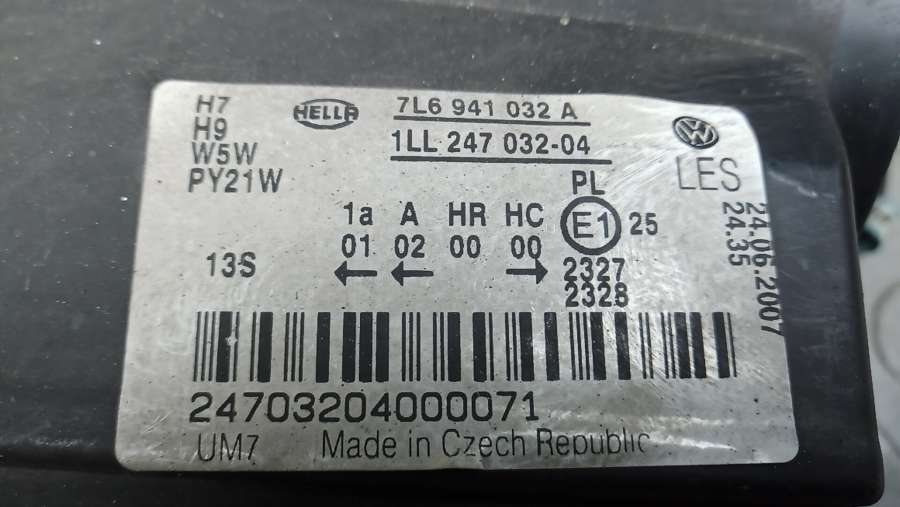 H7
H9
W5W
PY21W
HELLA
7L6 941 032 A
1LL 247 032-04
VW
LES
PL
1a A HR HC E1 25
01 02 00 00
← ← →
13S
2327
2328
24.06.2007
24.35
24703204000071
UM7 Made in Czech Republic